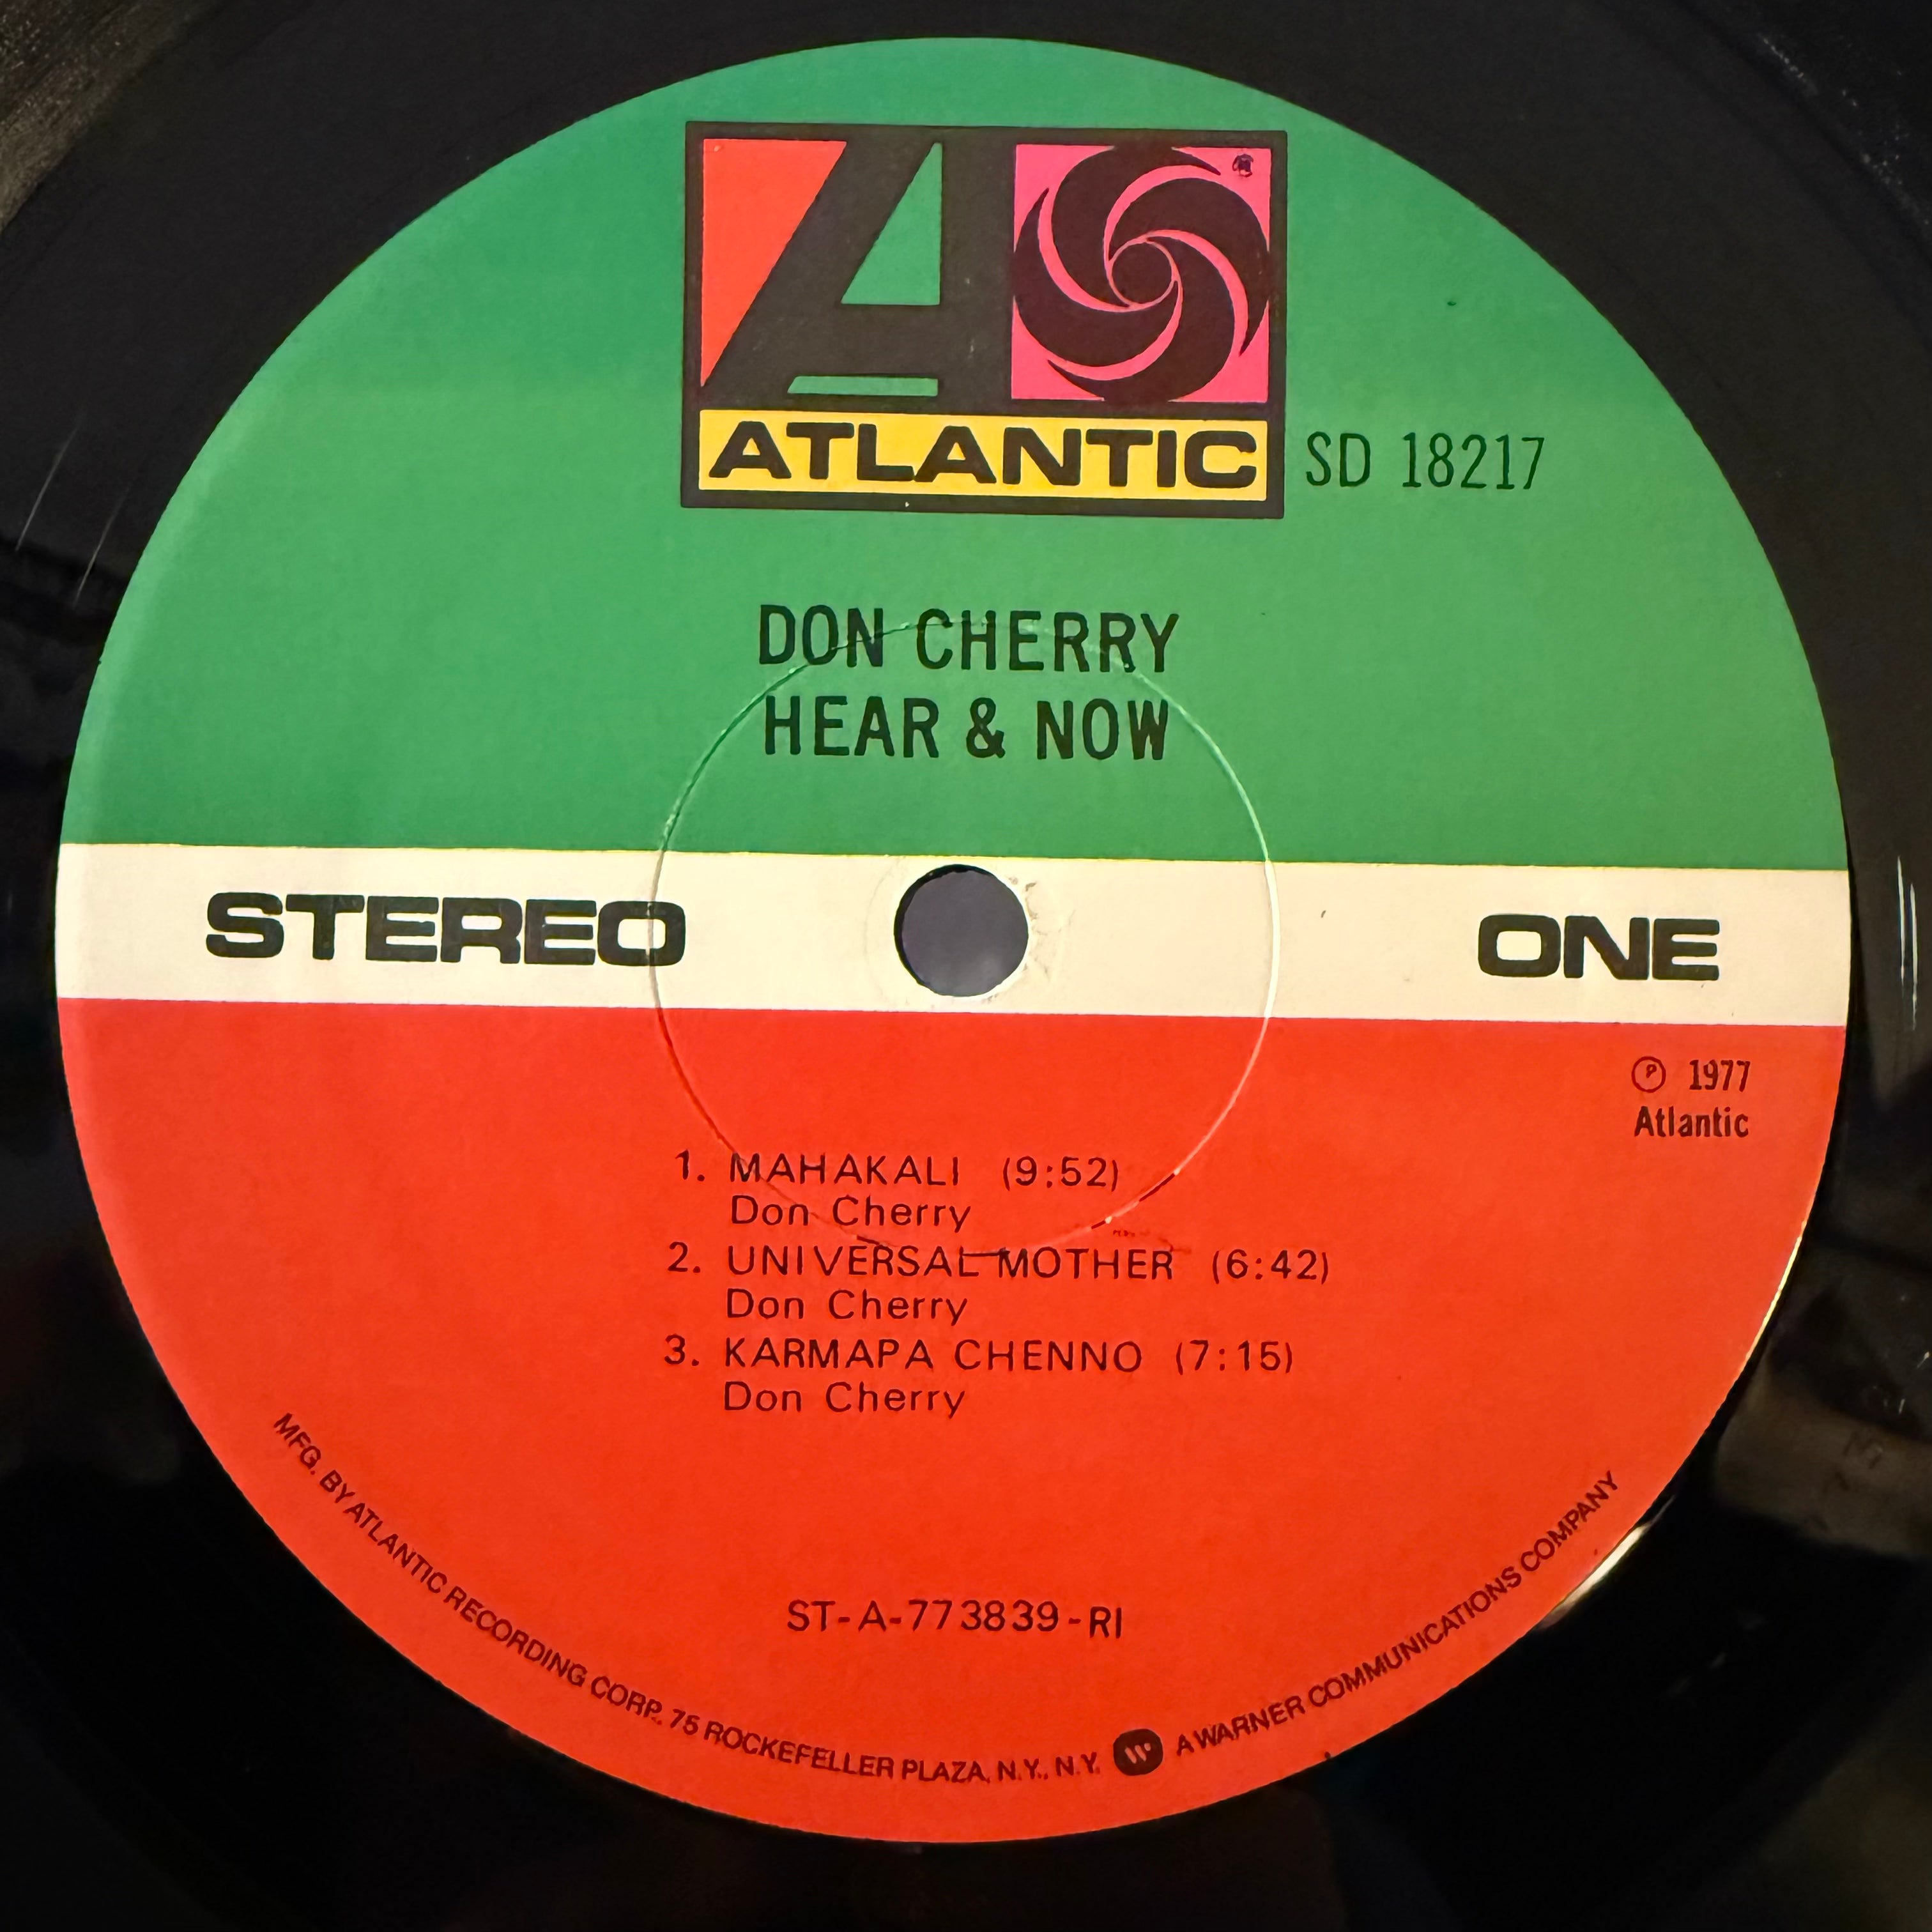 ATLANTIC
SD 18217
DON CHERRY
HEAR & NOW
STEREO
ONE
℗ 1977
Atlantic
1. MAHAKALI (9:52)
Don Cherry
2. UNIVERSAL MOTHER (6:42)
Don Cherry
3. KARMAPA CHENNO (7:15)
Don Cherry
ST-A-773839-RI
MFG. BY ATLANTIC RECORDING CORP., 75 ROCKEFELLER PLAZA, N.Y., N.Y. W A WARNER COMMUNICATIONS COMPANY